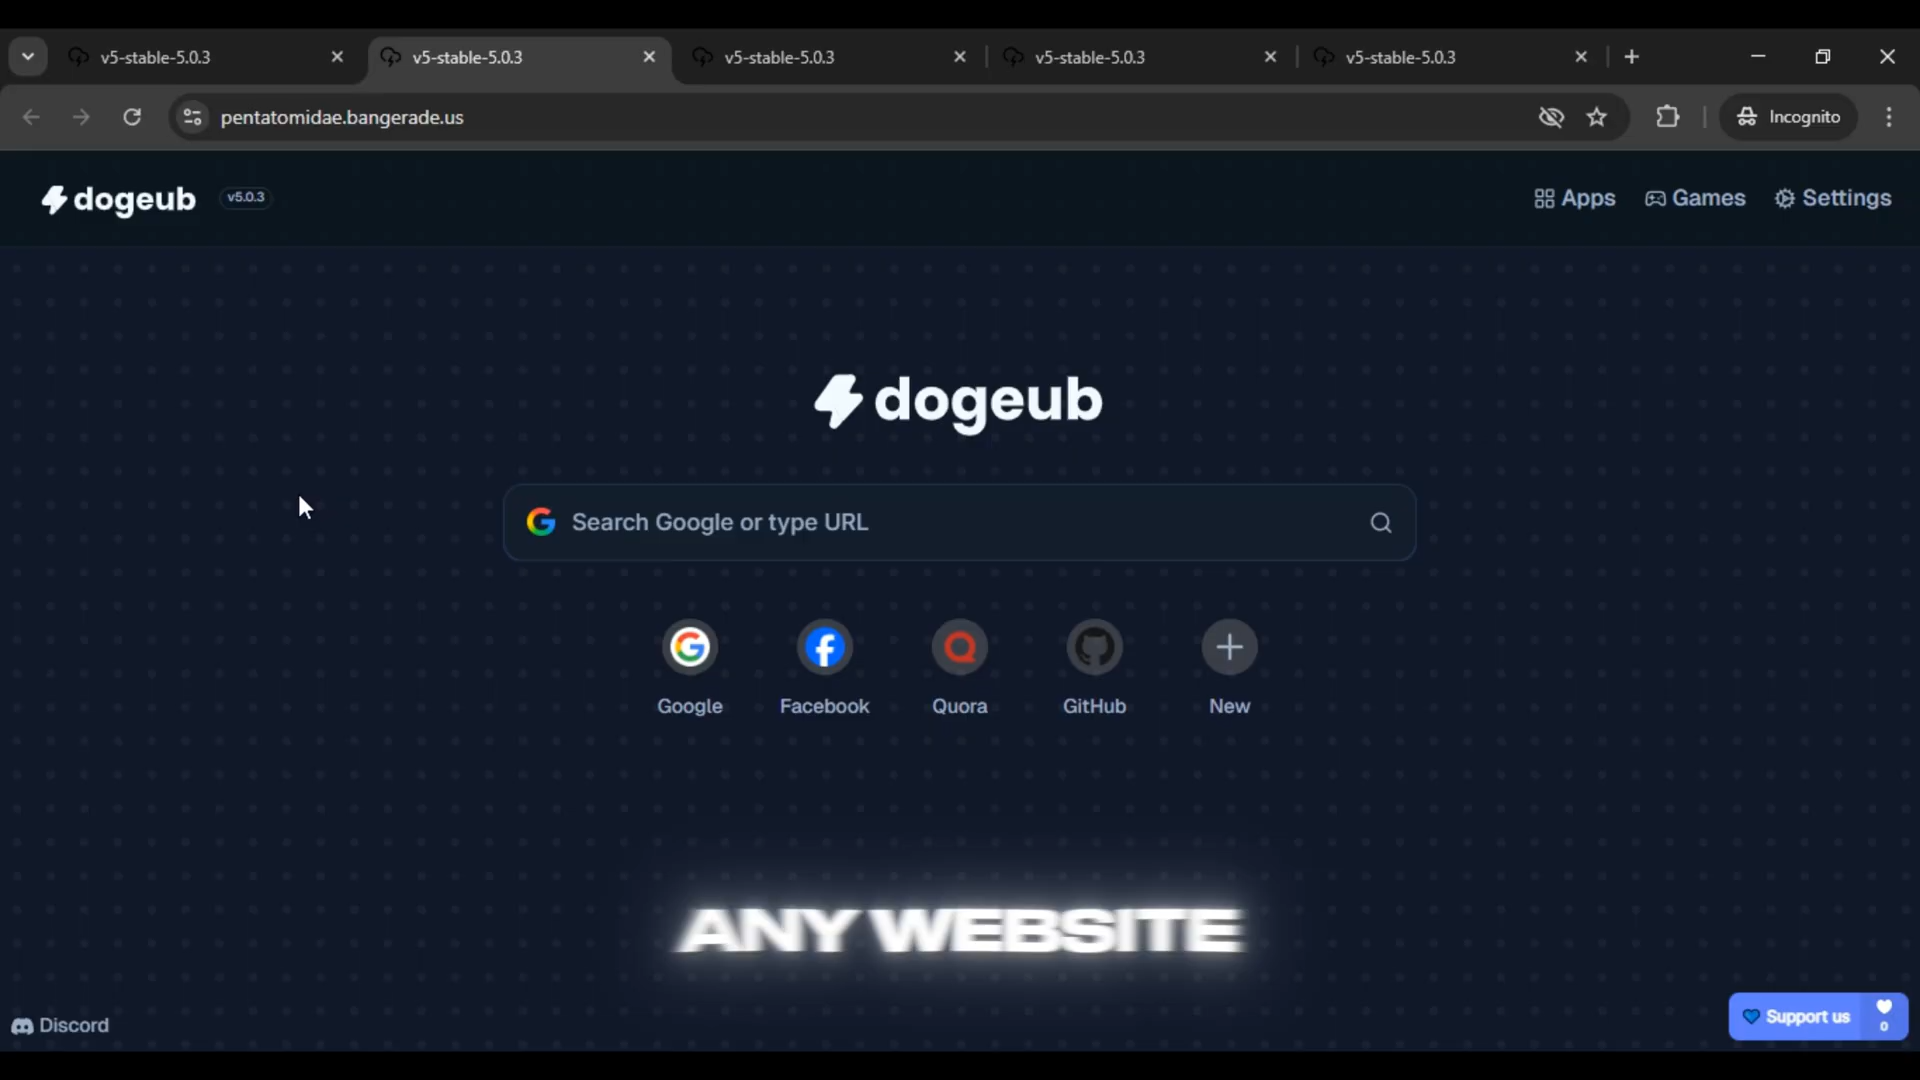 v5-stable-5.0.3
v5-stable-5.0.3
v5-stable-5.0.3
v5-stable-5.0.3
v5-stable-5.0.3
pentatomidae.bangerade.us
Incognito
dogeub
v5.0.3
Apps
Games
Settings
dogeub
Search Google or type URL
Google
Facebook
Quora
GitHub
New
ANY WEBSITE
Discord
Support us
0